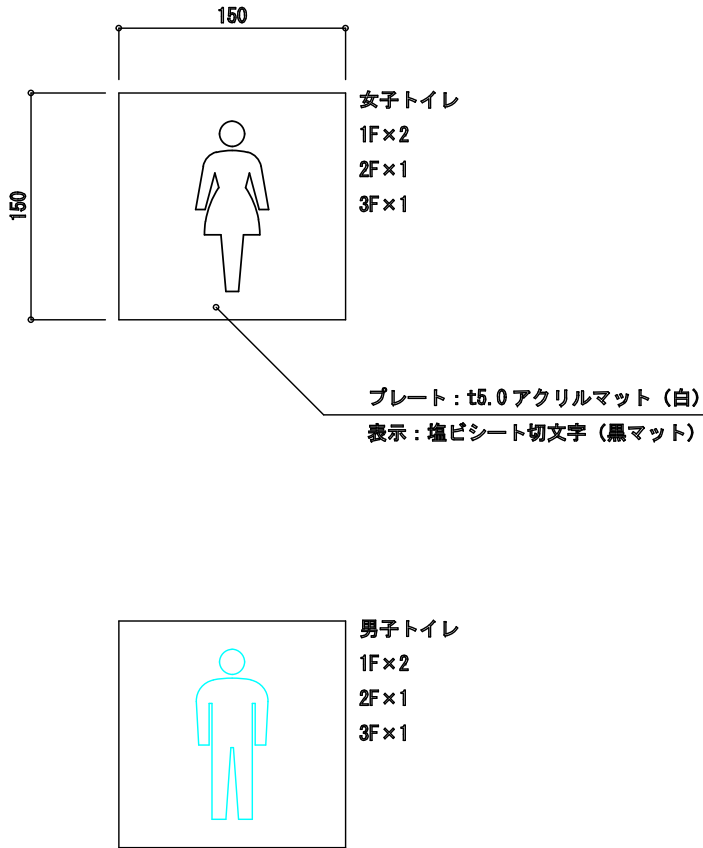 150
150
女子トイレ
1F×2
2F×1
3F×1
プレート：t5.0アクリルマット（白）
表示：塩ビシート切文字（黒マット）
男子トイレ
1F×2
2F×1
3F×1